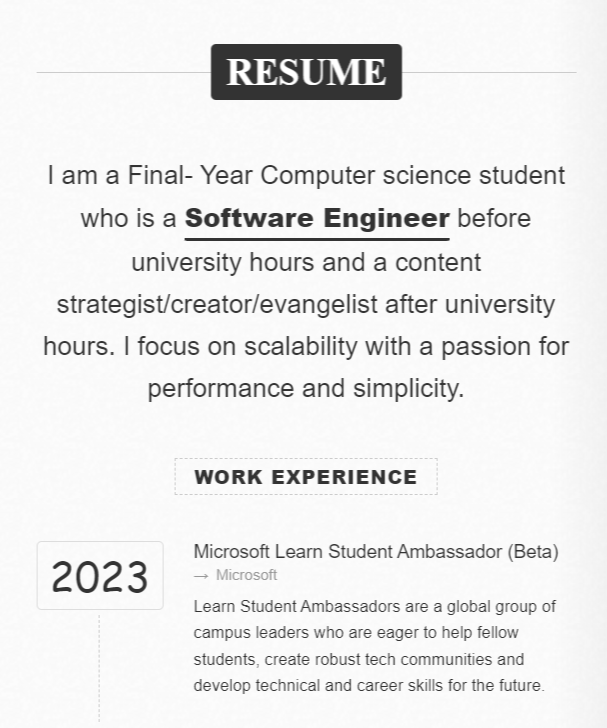 RESUME
I am a Final- Year Computer science student
who is a Software Engineer before
university hours and a content
strategist/creator/evangelist after university
hours. I focus on scalability with a passion for
performance and simplicity.
WORK EXPERIENCE
2023
Microsoft Learn Student Ambassador (Beta)
→ Microsoft
Learn Student Ambassadors are a global group of
campus leaders who are eager to help fellow
students, create robust tech communities and
develop technical and career skills for the future.